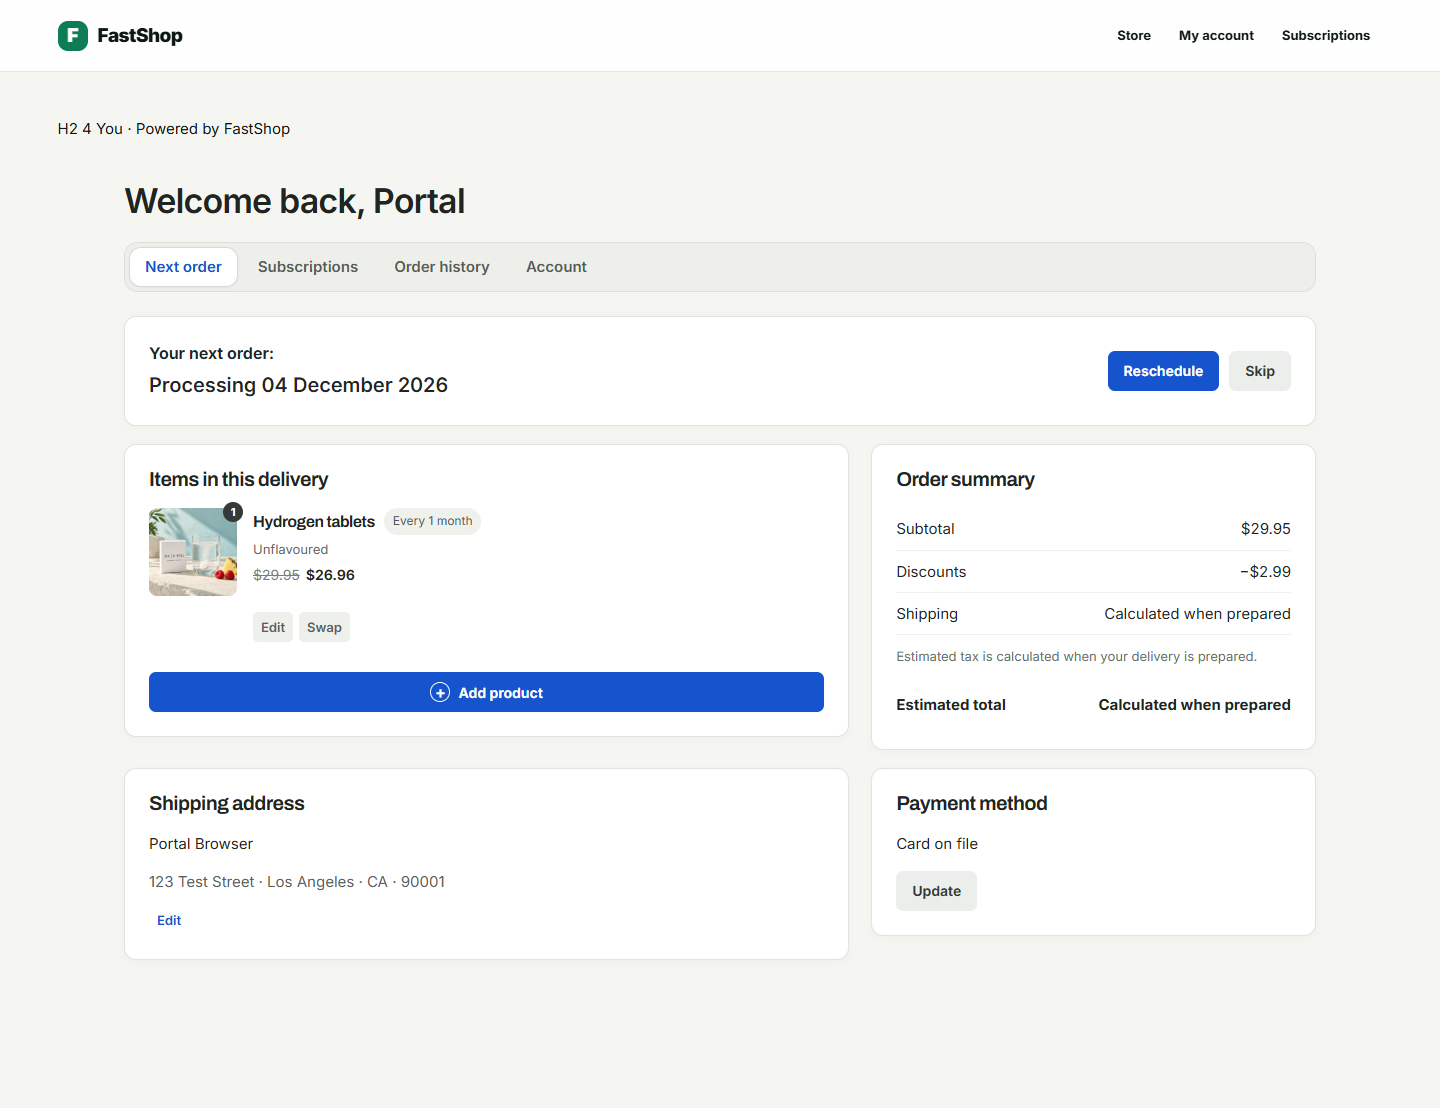 F FastShop
Store My account Subscriptions
H2 4 You · Powered by FastShop
Welcome back, Portal
Next order Subscriptions Order history Account
Your next order:
Processing 04 December 2026
Reschedule Skip
Items in this delivery
1
Hydrogen tablets Every 1 month
Unflavoured
$29.95 $26.96
Edit Swap
+ Add product
Order summary
Subtotal $29.95
Discounts −$2.99
Shipping Calculated when prepared
Estimated tax is calculated when your delivery is prepared.
Estimated total Calculated when prepared
Shipping address
Portal Browser
123 Test Street · Los Angeles · CA · 90001
Edit
Payment method
Card on file
Update